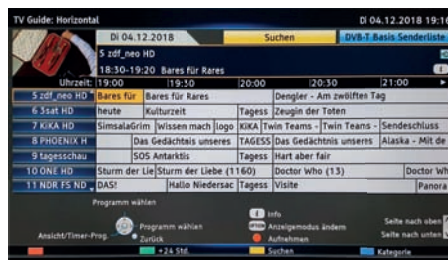 TV Guide: Horizontal Di 04.12.2018 19:1
Di 04.12.2018 Suchen DVB-T Basis Senderliste
5 zdf_neo HD
18:30-19:20 Bares für Rares
Uhrzeit: 19:00 19:30 20:00 20:30 21:00
5 zdf_neo HD Bares für Bares für Rares Dengler - Am zwölften Tag
6 3sat HD heute Kulturzeit Tagess Zeugin der Toten
7 KiKA HD SimsalaGrim Wissen mach logo KiKA Twin Teams - Twin Teams - Sendeschluss
8 PHOENIX H Das Gedächtnis unseres TAGESS Das Gedächtnis unseres Alaska - Mit de
9 tagesschau SOS Antarktis Tagess Hart aber fair
10 ONE HD Sturm der Lie Sturm der Liebe (1160) Doctor Who (13) Doctor Wh
11 NDR FS ND DAS! Hallo Niedersac Tagess Visite Panora
Programm wählen
i Info
Programm wählen OPTION Anzeigemodus ändern Seite nach oben
Ansicht/Timer-Prog. Zurück Aufnehmen Seite nach unten
+24 Std. Suchen Kategorie